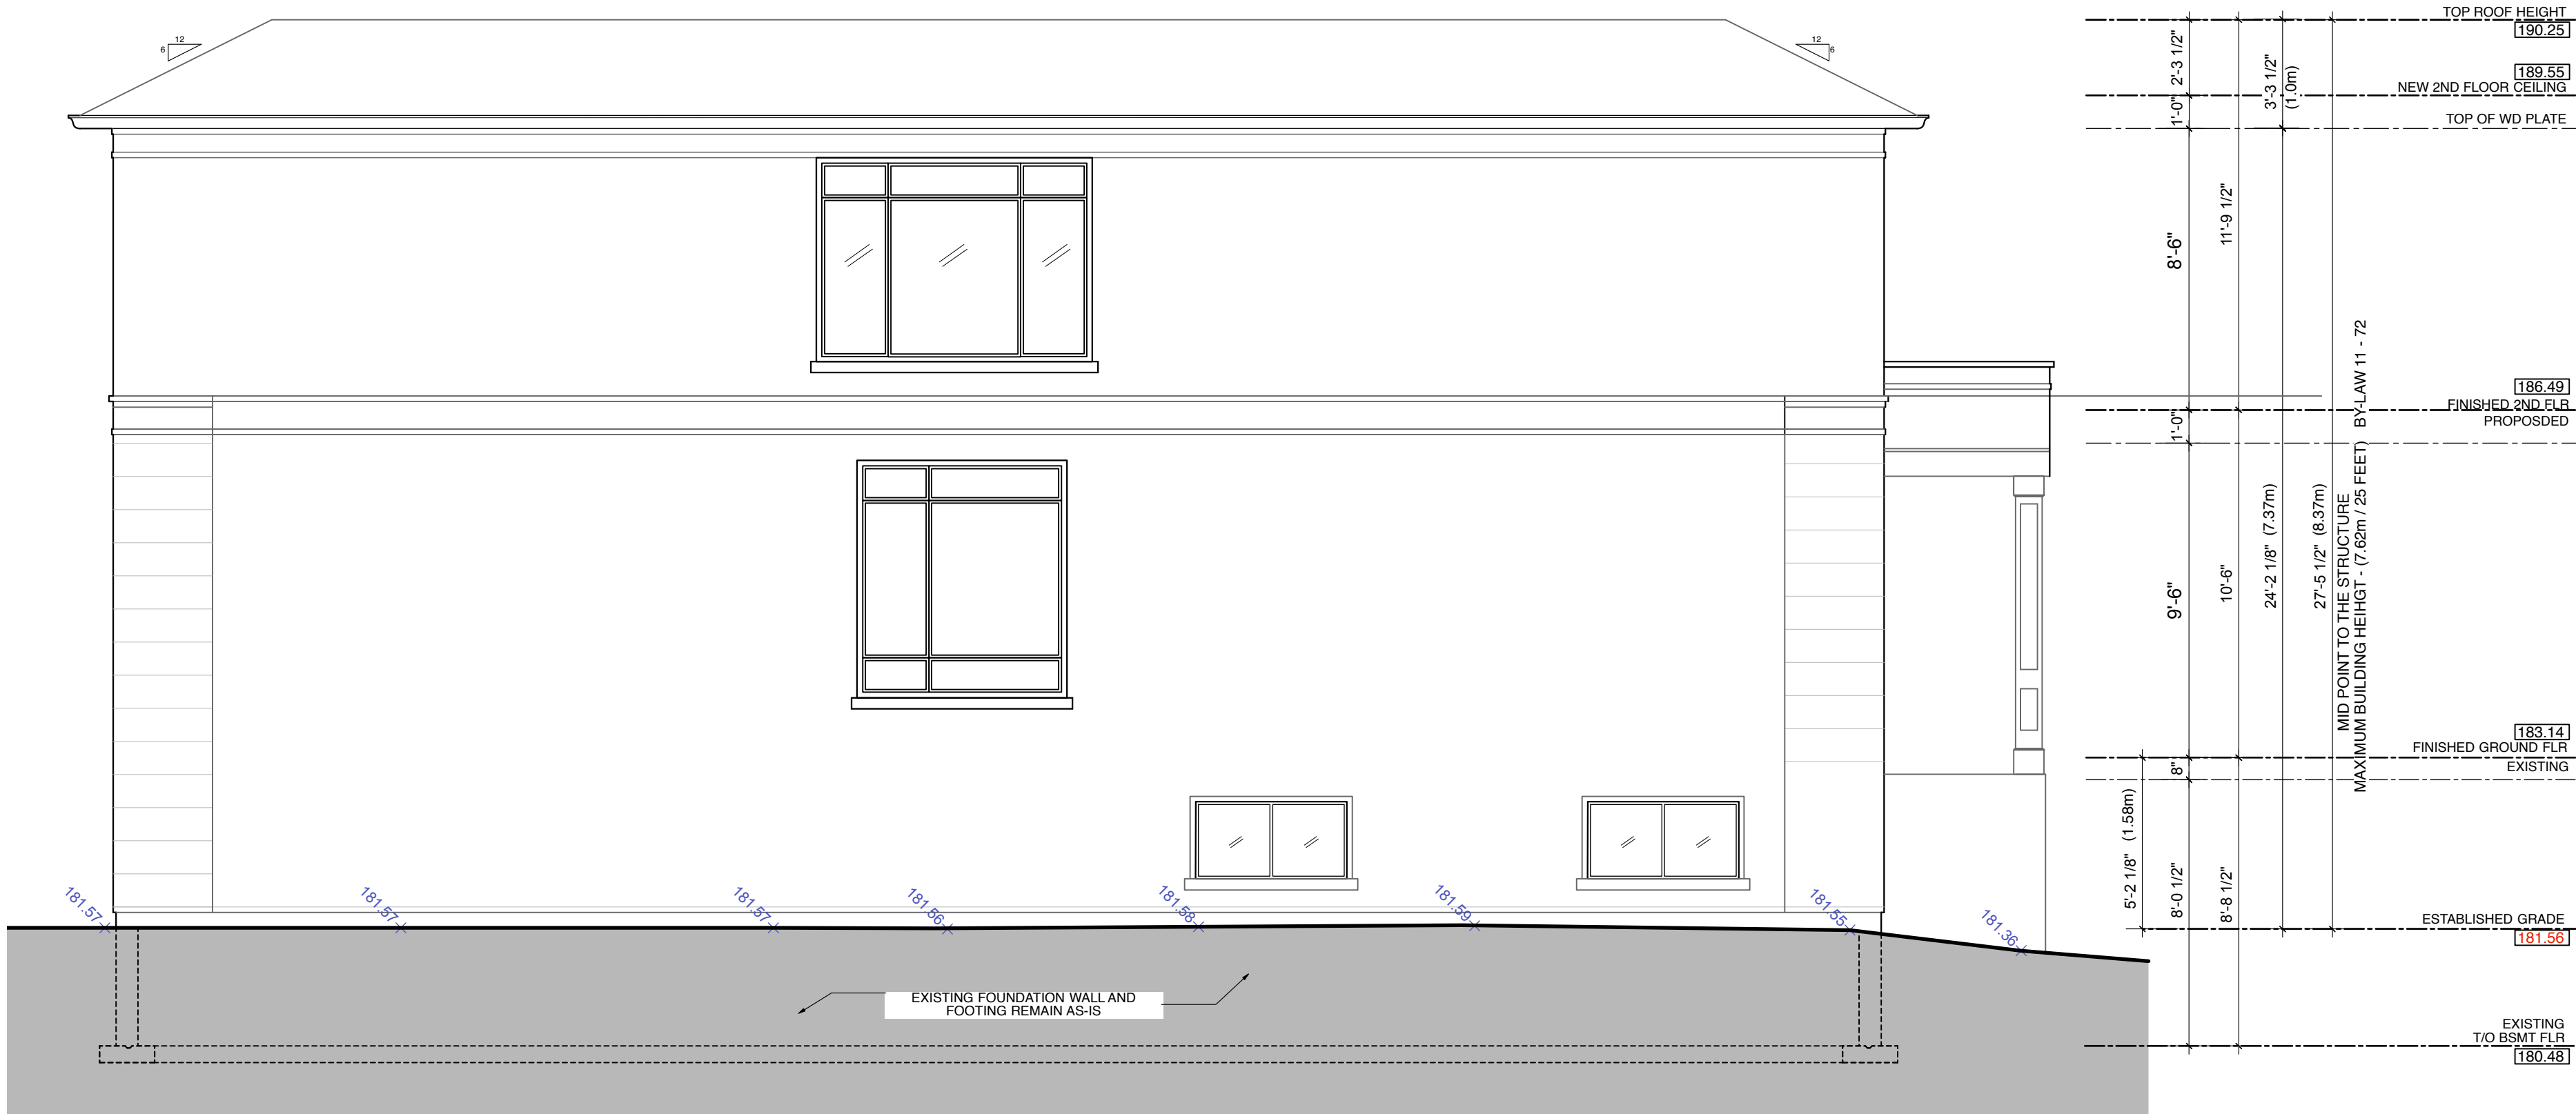 TOP ROOF HEIGHT
190.25
12
6
12
6
2'-3 1/2"
3'-3 1/2"
(1.0m)
189.55
NEW 2ND FLOOR CEILING
1'-0"
TOP OF WD PLATE
8'-6"
11'-9 1/2"
186.49
FINISHED 2ND FLR
PROPOSDED
1'-0"
9'-6"
10'-6"
24'-2 1/8" (7.37m)
27'-5 1/2" (8.37m)
MID POINT TO THE STRUCTURE
MAXIMUM BUILDING HEIHGT - (7.62m / 25 FEET) BY-LAW 11 - 72
183.14
FINISHED GROUND FLR
EXISTING
8"
5'-2 1/8" (1.58m)
8'-0 1/2"
8'-8 1/2"
181.57
181.57
181.57
181.56
181.58
181.59
181.55
181.36
ESTABLISHED GRADE
181.56
EXISTING FOUNDATION WALL AND
FOOTING REMAIN AS-IS
EXISTING
T/O BSMT FLR
180.48